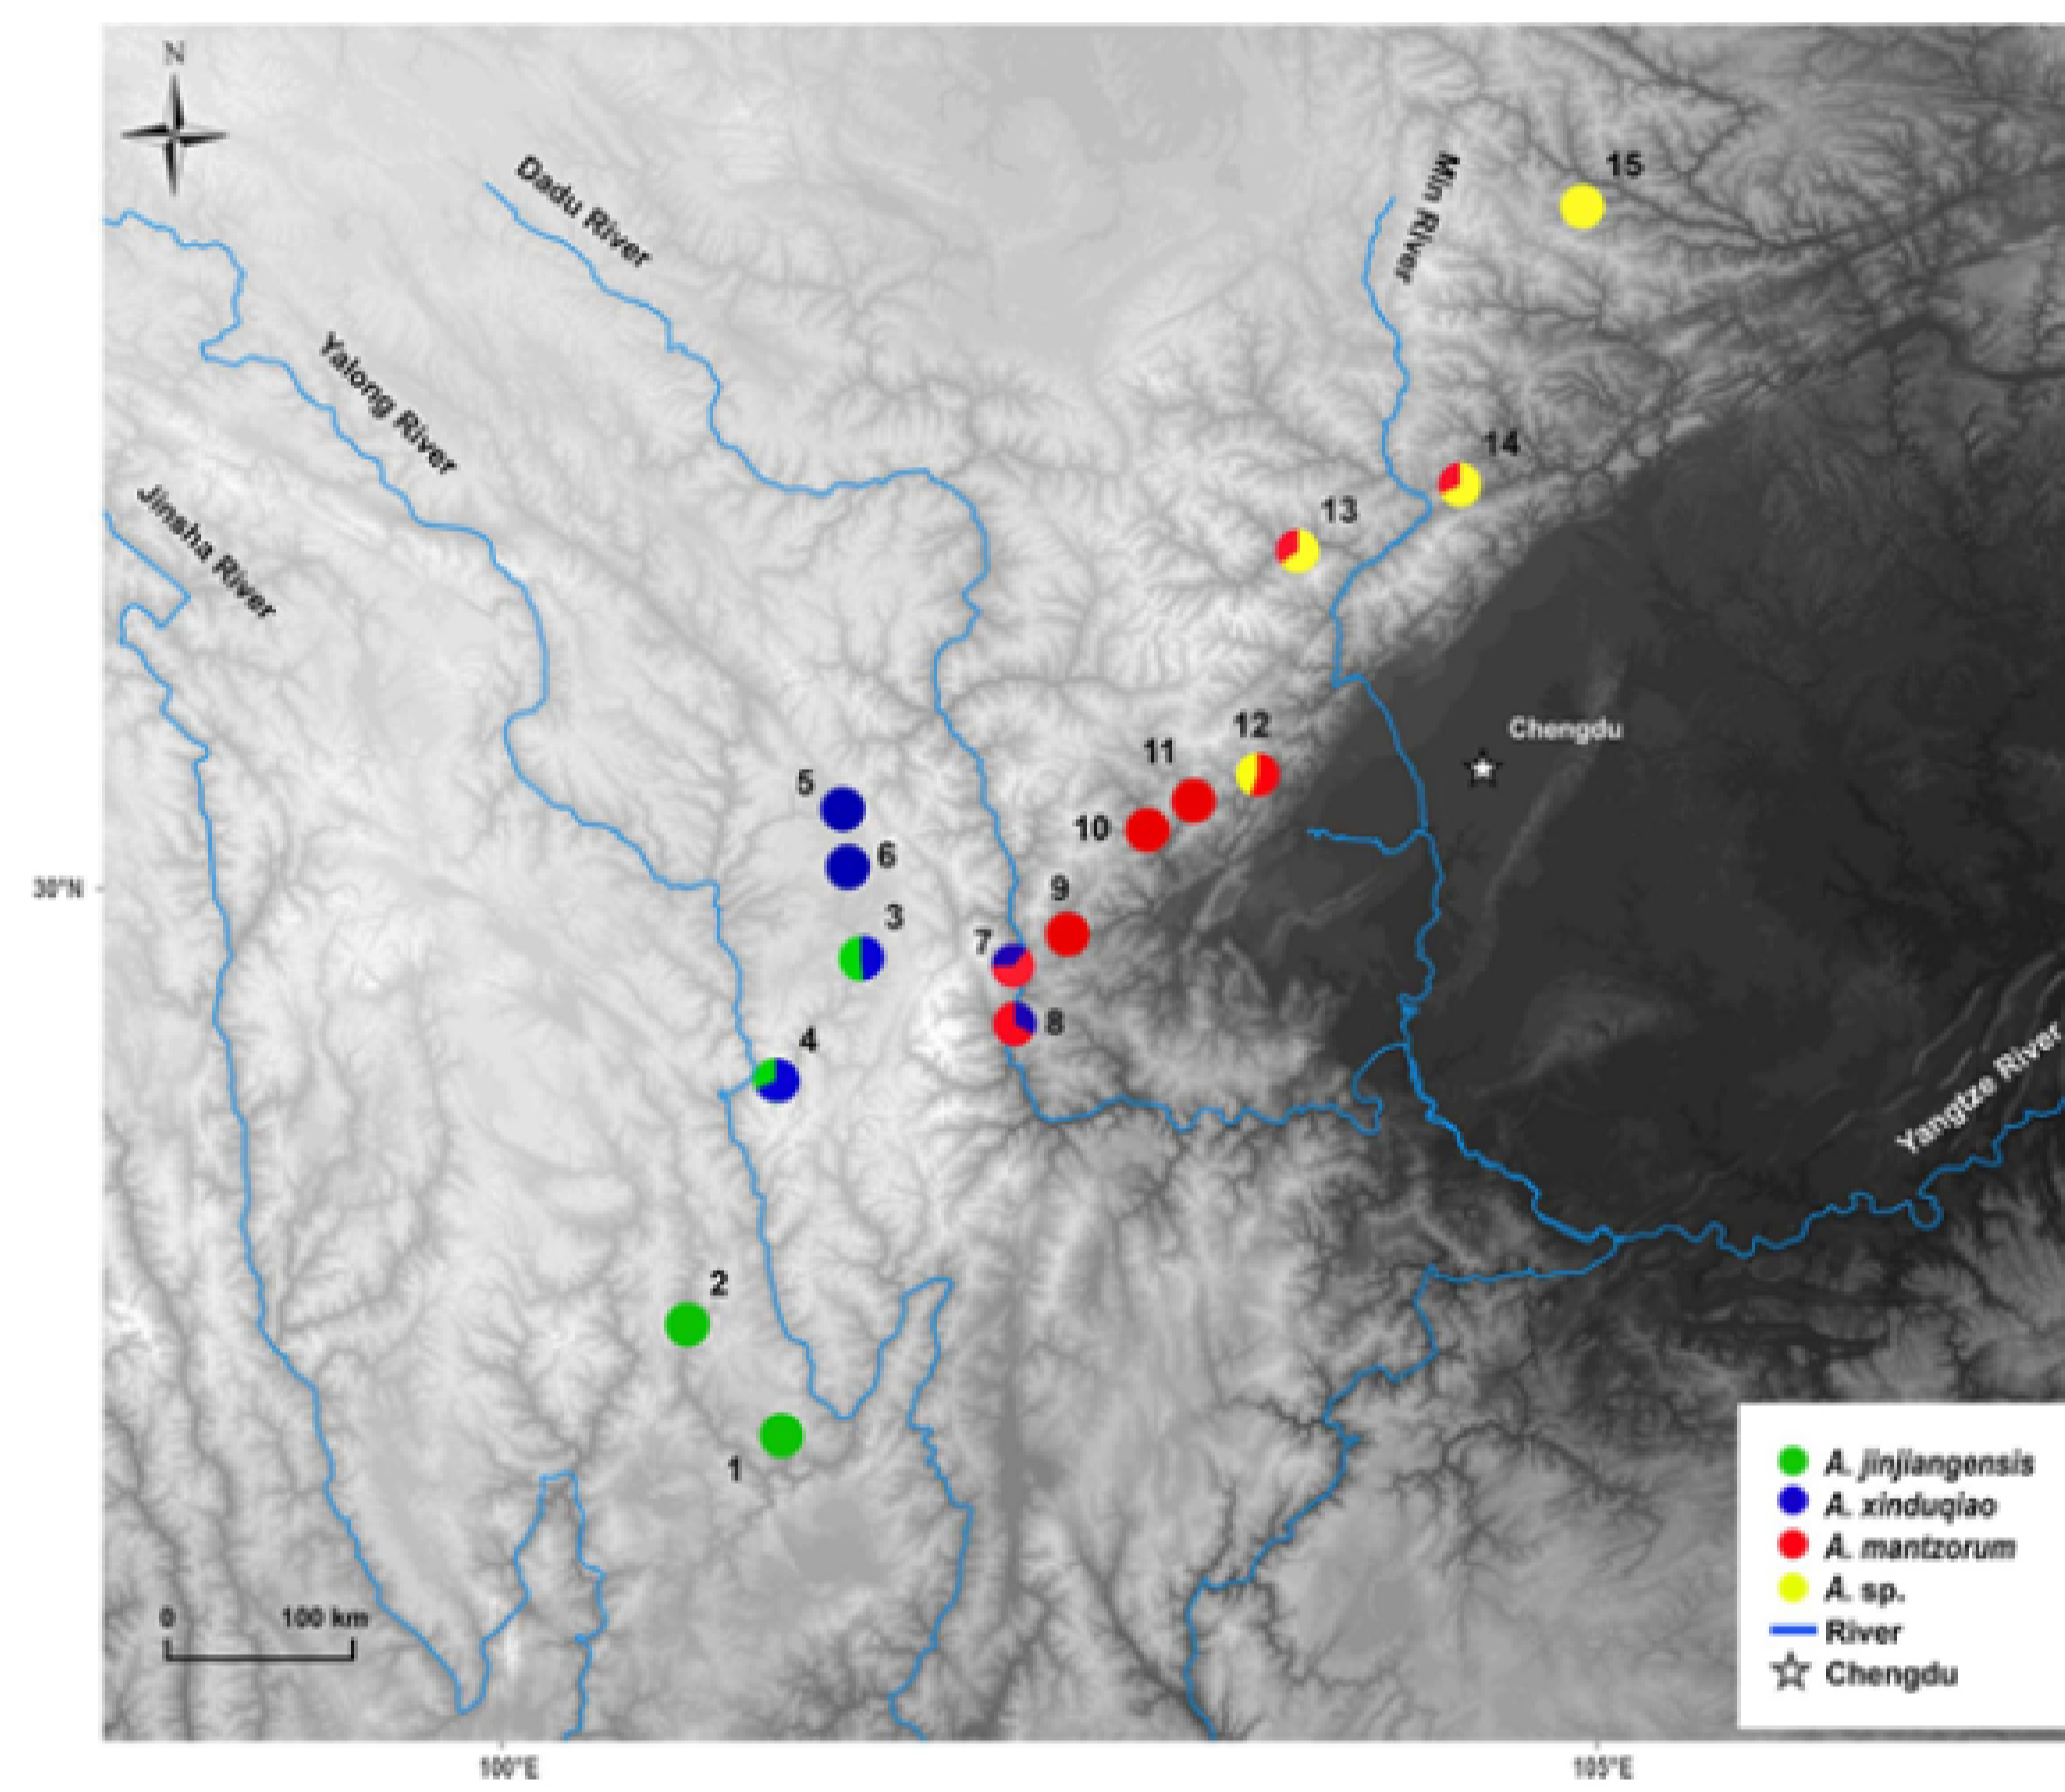 N
Dadu River
Min River
15
Yalong River
14
Jinsha River
13
12
Chengdu
11
5
10
6
30°N
9
3
7
8
4
Yangtze River
2
1
A. jinjiangensis
A. xinduqiao
A. mantzorum
A. sp.
River
Chengdu
0
100 km
100°E
105°E